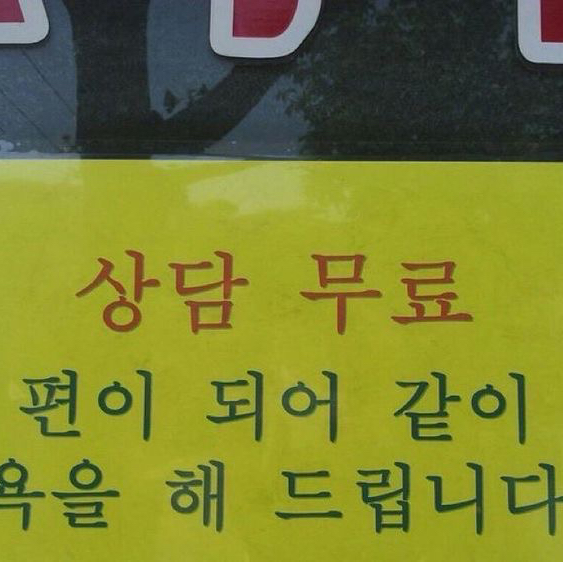 상담 무료
편이 되어 같이
욕을 해 드립니다